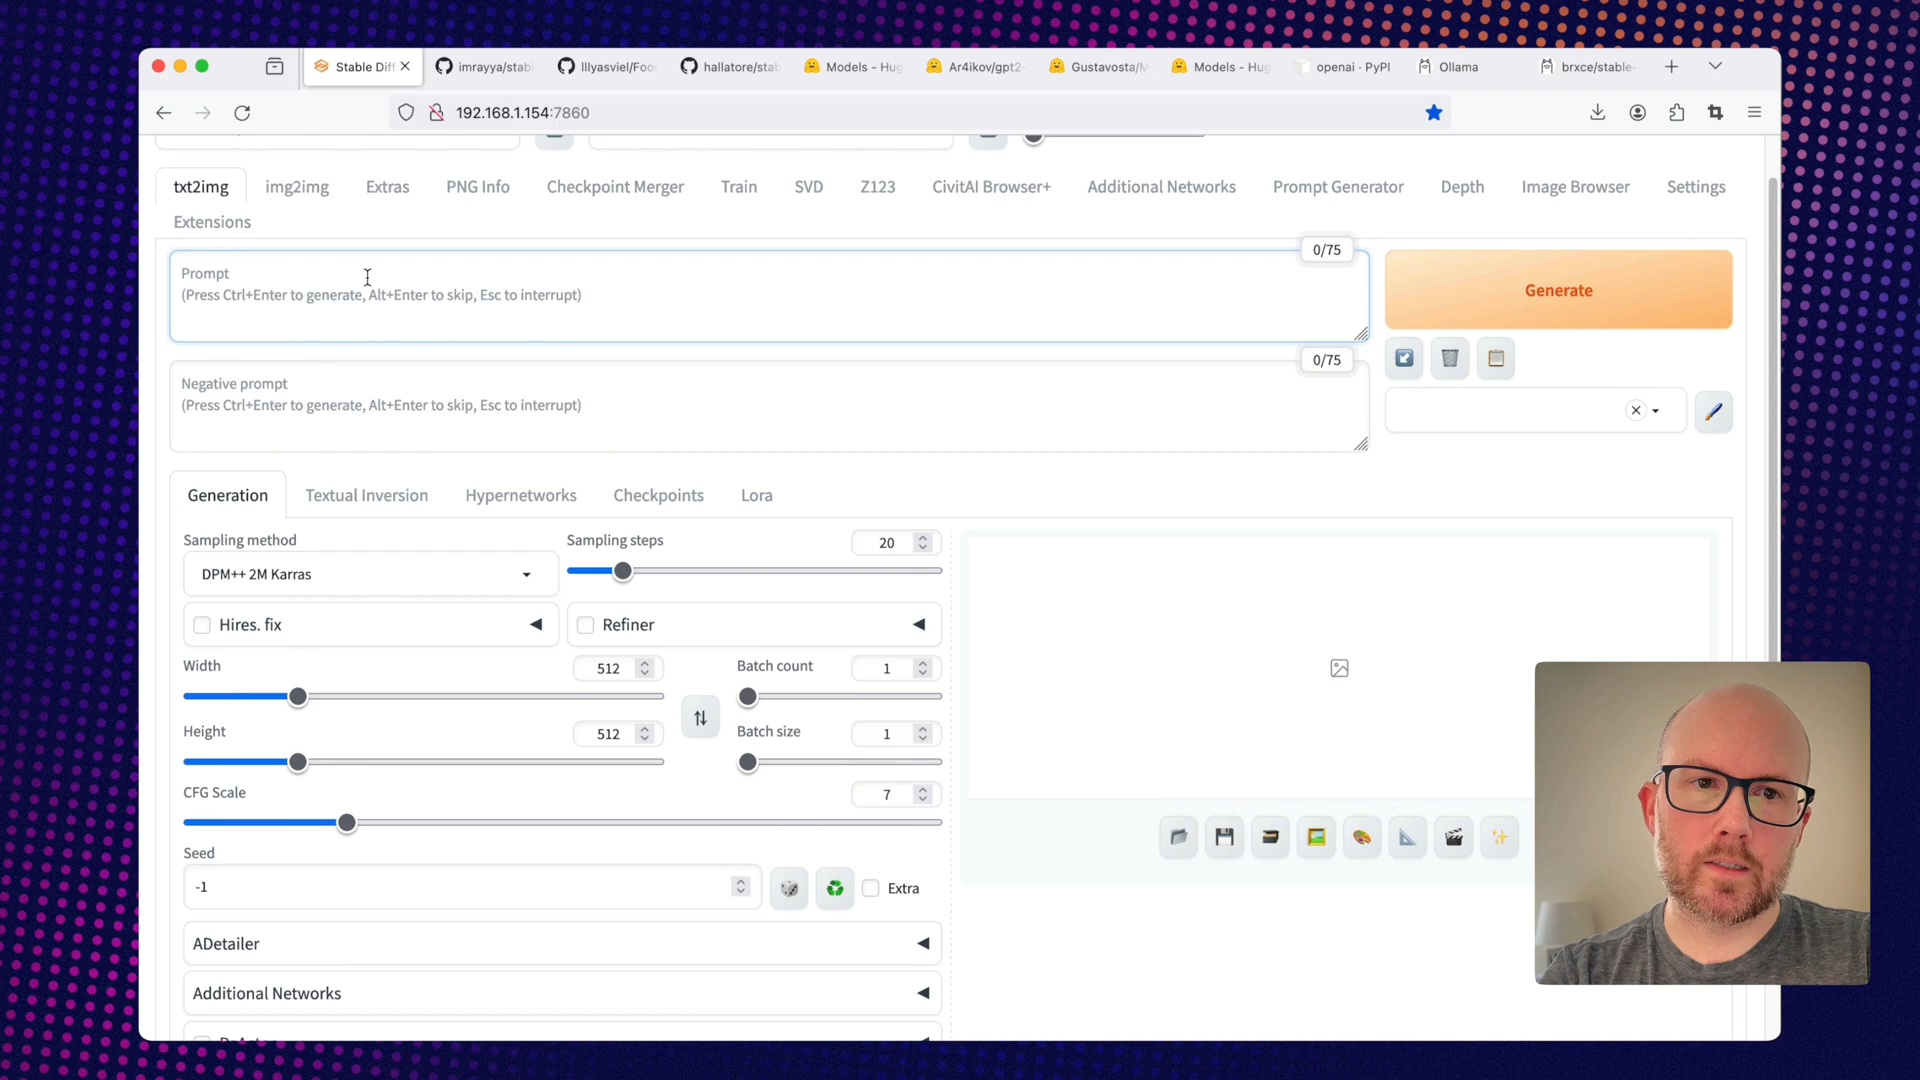 Stable Diff
imrayya/stabl
lllyasviel/Fooc
hallatore/stab
Models - Hug
Ar4ikov/gpt2-
Gustavosta/M
Models - Hug
openai · PyPI
Ollama
brxce/stable-
192.168.1.154:7860
txt2img
img2img
Extras
PNG Info
Checkpoint Merger
Train
SVD
Z123
CivitAI Browser+
Additional Networks
Prompt Generator
Depth
Image Browser
Settings
Extensions
0/75
Prompt
(Press Ctrl+Enter to generate, Alt+Enter to skip, Esc to interrupt)
Generate
0/75
Negative prompt
(Press Ctrl+Enter to generate, Alt+Enter to skip, Esc to interrupt)
Generation
Textual Inversion
Hypernetworks
Checkpoints
Lora
Sampling method
DPM++ 2M Karras
Sampling steps
20
Hires. fix
Refiner
Width
512
Batch count
1
Height
512
Batch size
1
CFG Scale
7
Seed
-1
Extra
ADetailer
Additional Networks